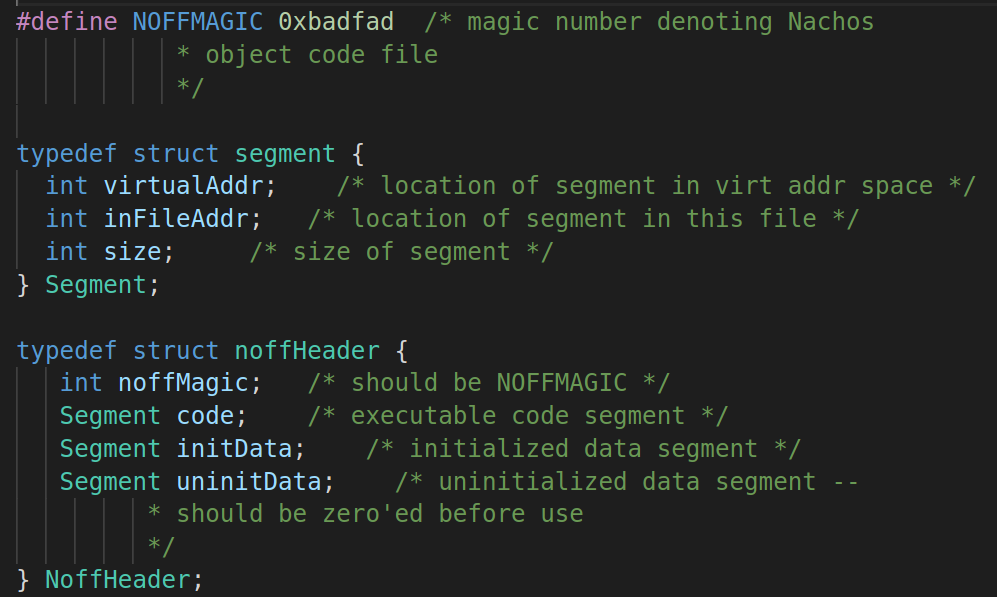 #define NOFFMAGIC 0xbadfad  /* magic number denoting Nachos
* object code file
*/
typedef struct segment {
int virtualAddr;    /* location of segment in virt addr space */
int inFileAddr;   /* location of segment in this file */
int size;     /* size of segment */
} Segment;
typedef struct noffHeader {
int noffMagic;   /* should be NOFFMAGIC */
Segment code;    /* executable code segment */
Segment initData;    /* initialized data segment */
Segment uninitData;    /* uninitialized data segment --
* should be zero'ed before use
*/
} NoffHeader;